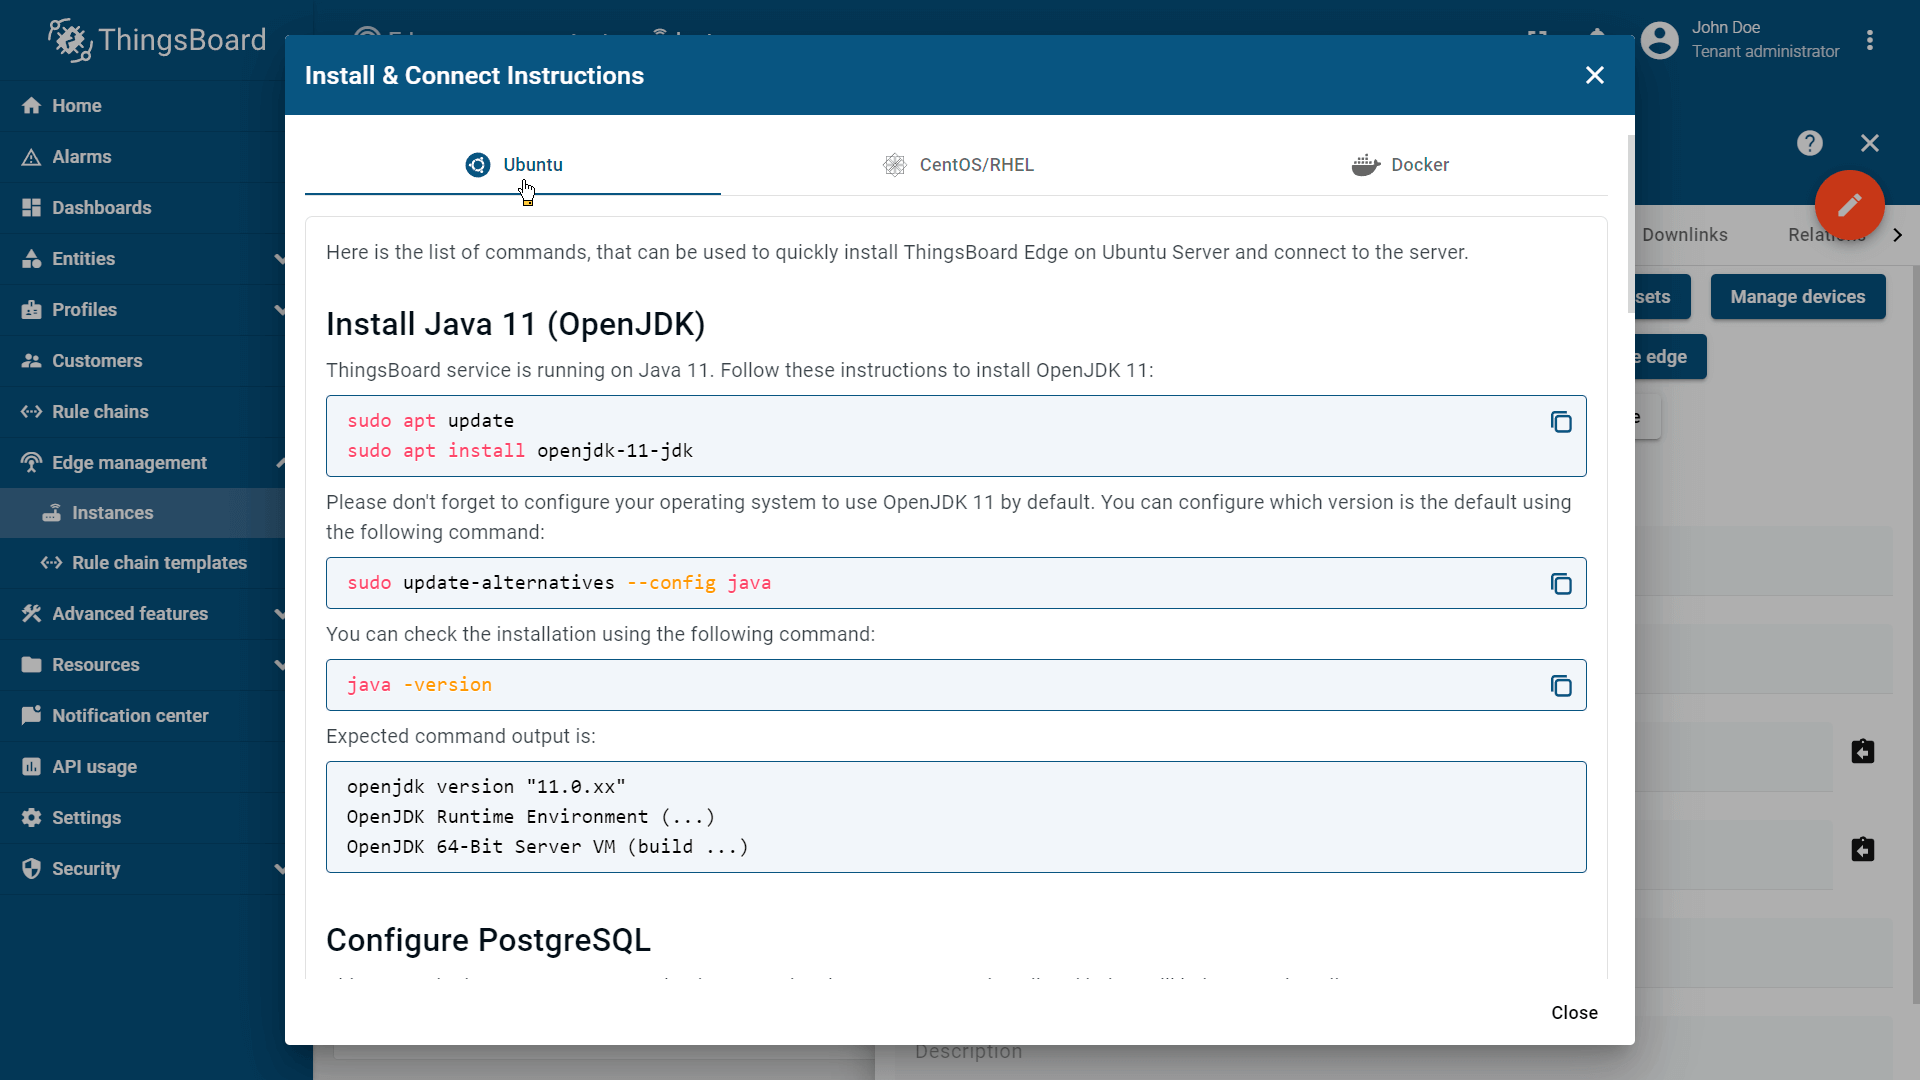 ThingsBoard
John Doe
Tenant administrator
Home
Alarms
Dashboards
Entities
Profiles
Customers
Rule chains
Edge management
Instances
Rule chain templates
Advanced features
Resources
Notification center
API usage
Settings
Security
Install & Connect Instructions
Ubuntu
CentOS/RHEL
Docker
Here is the list of commands, that can be used to quickly install ThingsBoard Edge on Ubuntu Server and connect to the server.
Install Java 11 (OpenJDK)
ThingsBoard service is running on Java 11. Follow these instructions to install OpenJDK 11:
sudo apt update
sudo apt install openjdk-11-jdk
Please don't forget to configure your operating system to use OpenJDK 11 by default. You can configure which version is the default using
the following command:
sudo update-alternatives --config java
You can check the installation using the following command:
java -version
Expected command output is:
openjdk version "11.0.xx"
OpenJDK Runtime Environment (...)
OpenJDK 64-Bit Server VM (build ...)
Configure PostgreSQL
Close
Downlinks
Manage devices
edge
Description